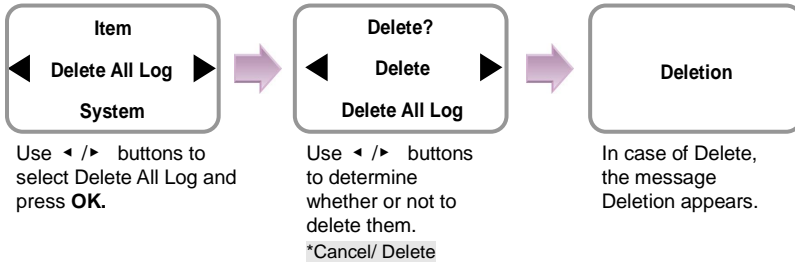 Item
◀ Delete All Log ▶
System
Use ◂ /▸ buttons to
select Delete All Log and
press OK.
Delete?
◀ Delete ▶
Delete All Log
Use ◂ /▸ buttons
to determine
whether or not to
delete them.
*Cancel/ Delete
Deletion
In case of Delete,
the message
Deletion appears.